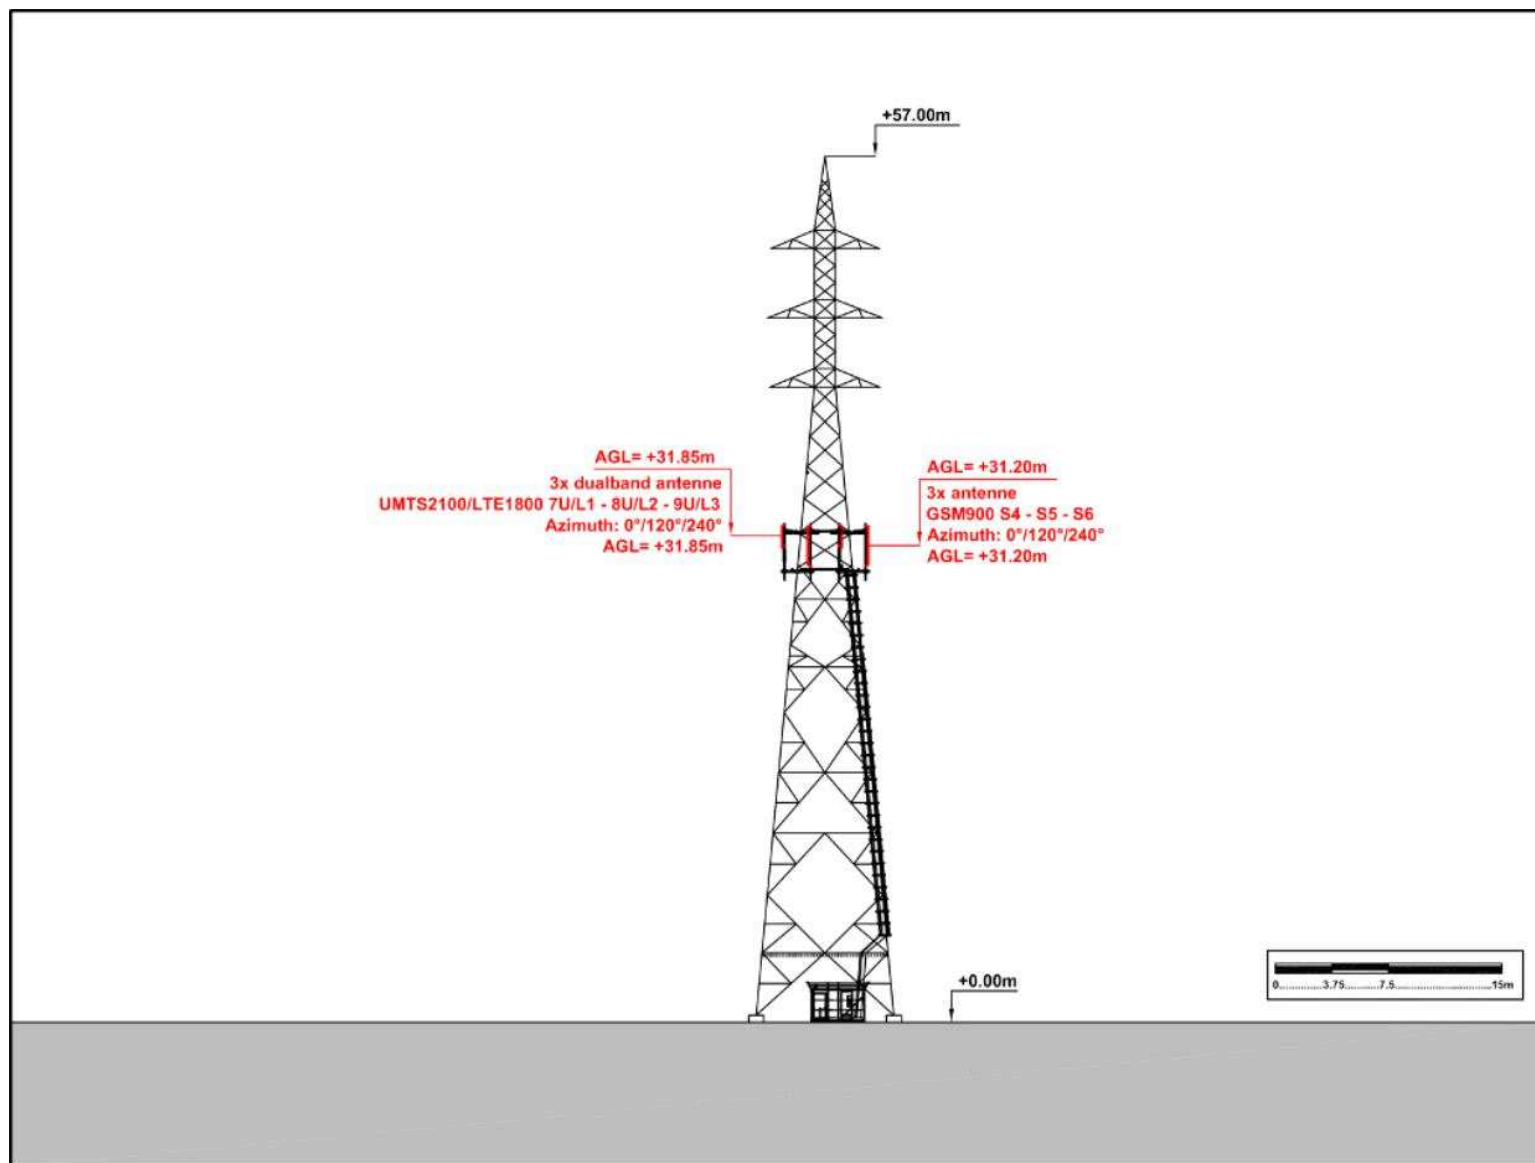 +57.00m
AGL= +31.85m
3x dualband antenne
UMTS2100/LTE1800 7U/L1 - 8U/L2 - 9U/L3
Azimuth: 0°/120°/240°
AGL= +31.85m
AGL= +31.20m
3x antenne
GSM900 S4 - S5 - S6
Azimuth: 0°/120°/240°
AGL= +31.20m
+0.00m
0............3.75..........7.5..........................15m